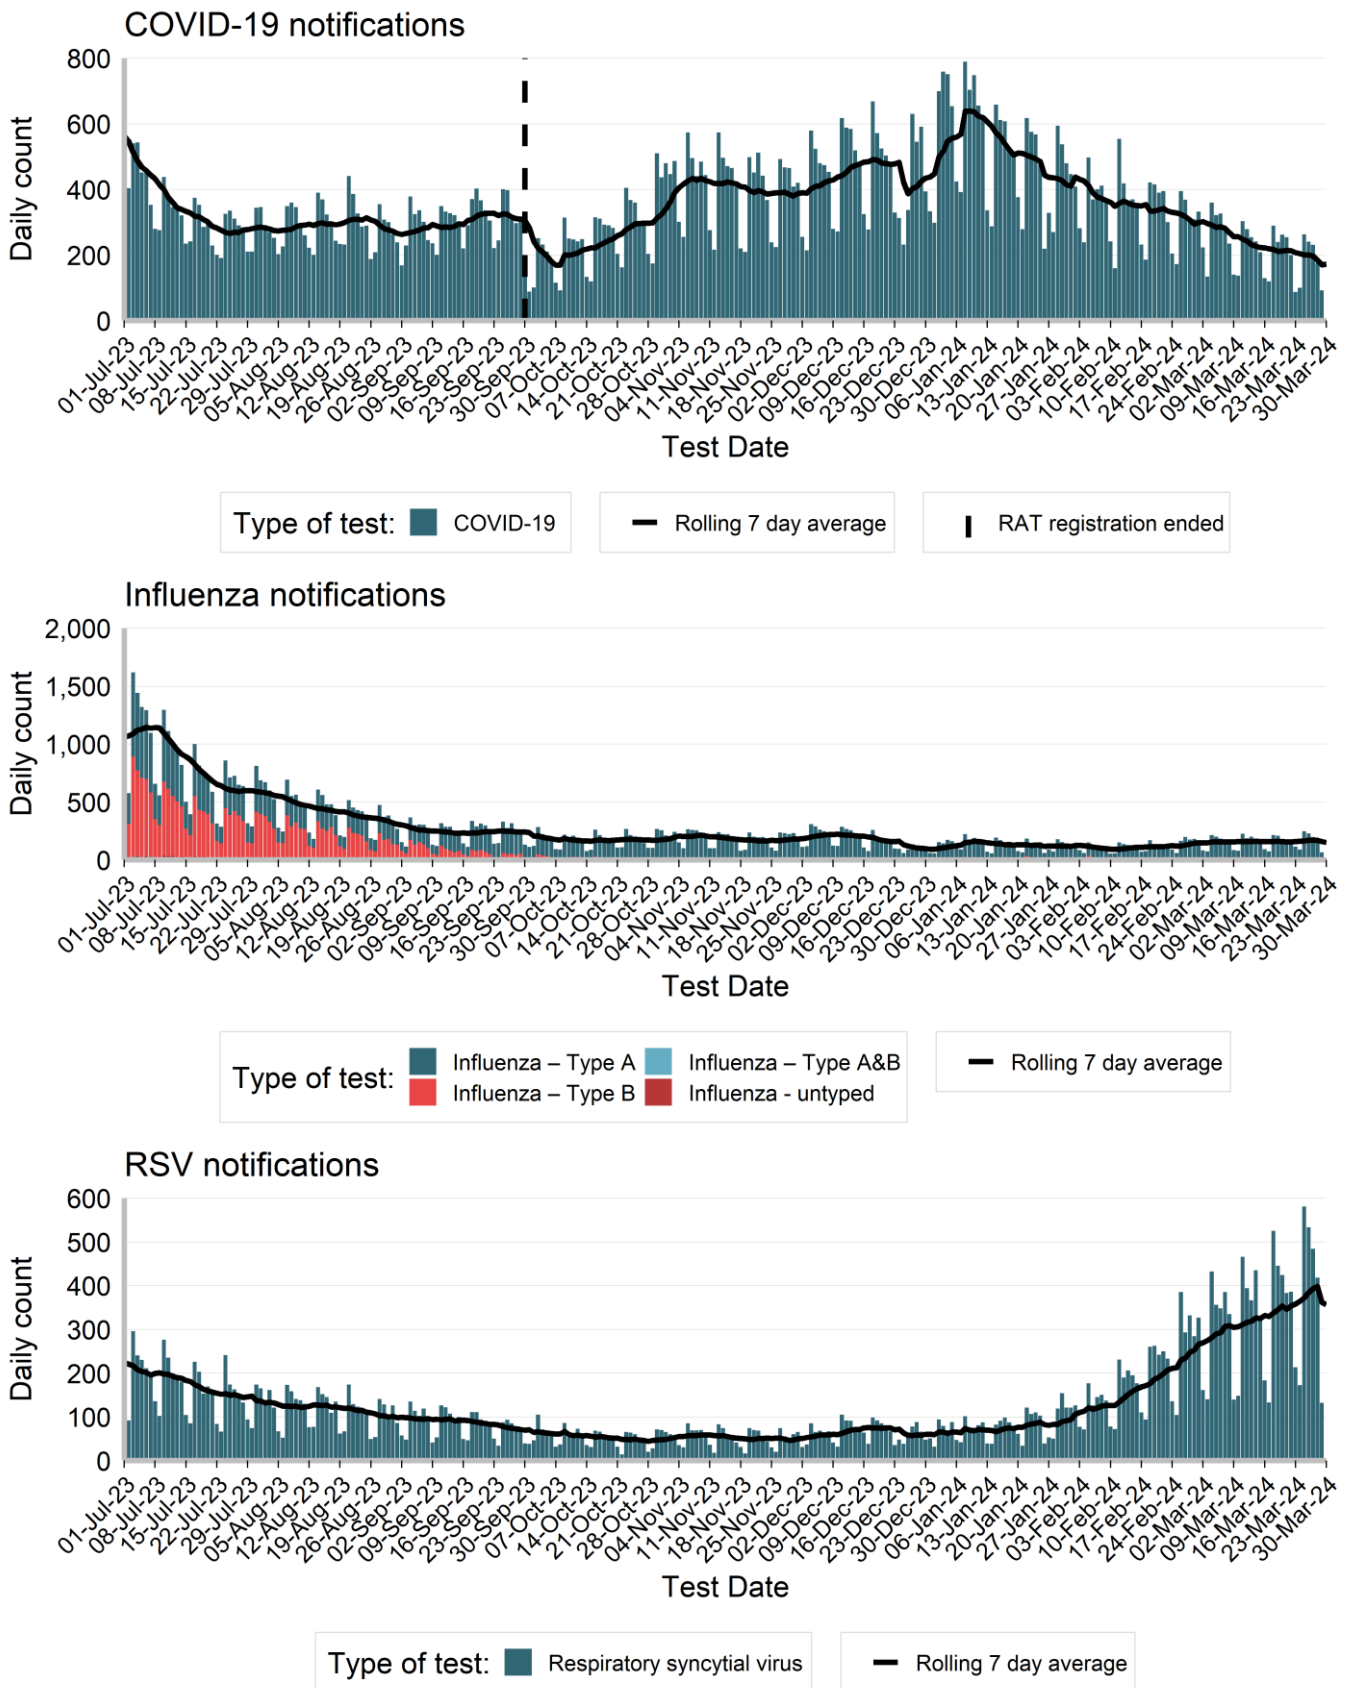 COVID-19 notifications
Daily count
800
600
400
200
0
01-Jul-23 08-Jul-23 15-Jul-23 22-Jul-23 29-Jul-23 05-Aug-23 12-Aug-23 19-Aug-23 26-Aug-23 02-Sep-23 09-Sep-23 16-Sep-23 23-Sep-23 30-Sep-23 07-Oct-23 14-Oct-23 21-Oct-23 28-Oct-23 04-Nov-23 11-Nov-23 18-Nov-23 25-Nov-23 02-Dec-23 09-Dec-23 16-Dec-23 23-Dec-23 30-Dec-23 06-Jan-24 13-Jan-24 20-Jan-24 27-Jan-24 03-Feb-24 10-Feb-24 17-Feb-24 24-Feb-24 02-Mar-24 09-Mar-24 16-Mar-24 23-Mar-24 30-Mar-24
Test Date
Type of test: COVID-19 Rolling 7 day average RAT registration ended
Influenza notifications
Daily count
2,000
1,500
1,000
500
0
01-Jul-23 08-Jul-23 15-Jul-23 22-Jul-23 29-Jul-23 05-Aug-23 12-Aug-23 19-Aug-23 26-Aug-23 02-Sep-23 09-Sep-23 16-Sep-23 23-Sep-23 30-Sep-23 07-Oct-23 14-Oct-23 21-Oct-23 28-Oct-23 04-Nov-23 11-Nov-23 18-Nov-23 25-Nov-23 02-Dec-23 09-Dec-23 16-Dec-23 23-Dec-23 30-Dec-23 06-Jan-24 13-Jan-24 20-Jan-24 27-Jan-24 03-Feb-24 10-Feb-24 17-Feb-24 24-Feb-24 02-Mar-24 09-Mar-24 16-Mar-24 23-Mar-24 30-Mar-24
Test Date
Type of test: Influenza – Type A Influenza – Type A&B Rolling 7 day average
Influenza – Type B Influenza - untyped
RSV notifications
Daily count
600
500
400
300
200
100
0
01-Jul-23 08-Jul-23 15-Jul-23 22-Jul-23 29-Jul-23 05-Aug-23 12-Aug-23 19-Aug-23 26-Aug-23 02-Sep-23 09-Sep-23 16-Sep-23 23-Sep-23 30-Sep-23 07-Oct-23 14-Oct-23 21-Oct-23 28-Oct-23 04-Nov-23 11-Nov-23 18-Nov-23 25-Nov-23 02-Dec-23 09-Dec-23 16-Dec-23 23-Dec-23 30-Dec-23 06-Jan-24 13-Jan-24 20-Jan-24 27-Jan-24 03-Feb-24 10-Feb-24 17-Feb-24 24-Feb-24 02-Mar-24 09-Mar-24 16-Mar-24 23-Mar-24 30-Mar-24
Test Date
Type of test: Respiratory syncytial virus Rolling 7 day average